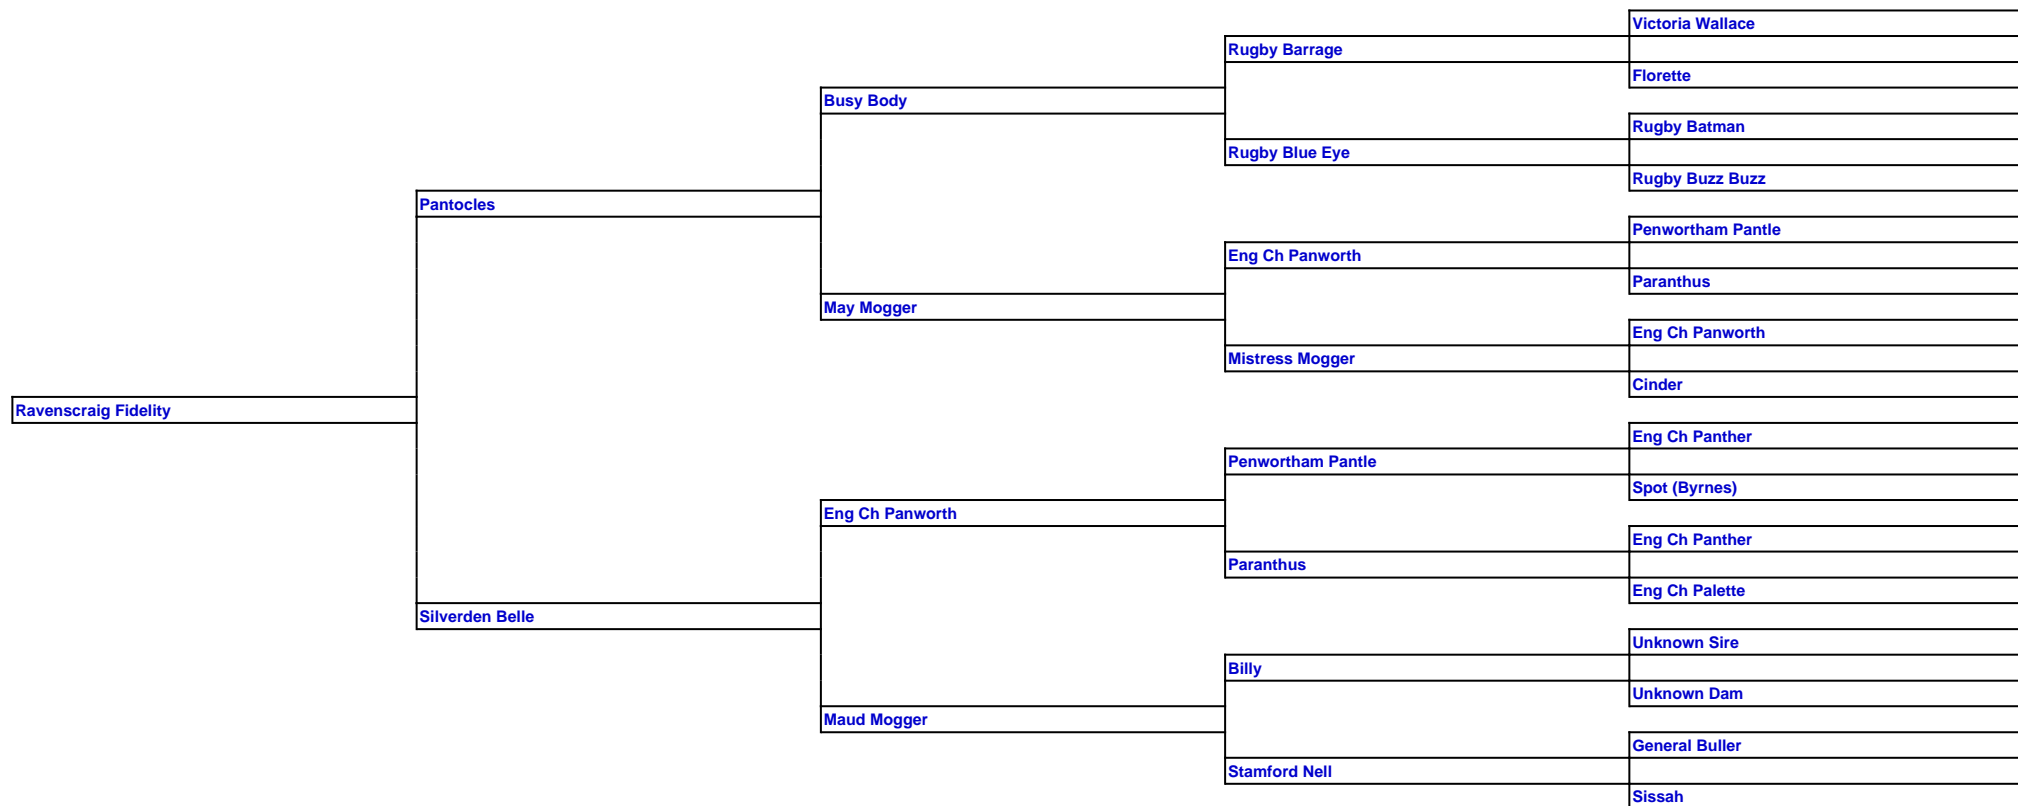 Victoria Wallace
Rugby Barrage
Florette
Busy Body
Rugby Batman
Rugby Blue Eye
Rugby Buzz Buzz
Pantocles
Penwortham Pantle
Eng Ch Panworth
Paranthus
May Mogger
Eng Ch Panworth
Mistress Mogger
Cinder
Ravenscraig Fidelity
Eng Ch Panther
Penwortham Pantle
Spot (Byrnes)
Eng Ch Panworth
Eng Ch Panther
Paranthus
Eng Ch Palette
Silverden Belle
Unknown Sire
Billy
Unknown Dam
Maud Mogger
General Buller
Stamford Nell
Sissah